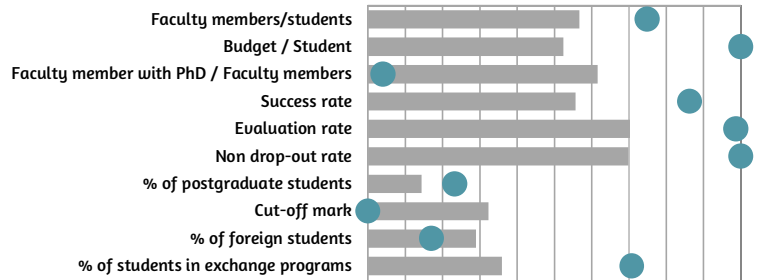 Faculty members/students
Budget / Student
Faculty member with PhD / Faculty members
Success rate
Evaluation rate
Non drop-out rate
% of postgraduate students
Cut-off mark
% of foreign students
% of students in exchange programs